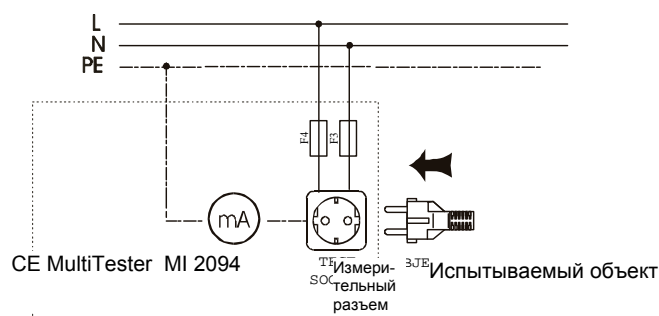 L
N
PE
F4
F3
mA
CE MultiTester MI 2094
Измери-
тельный
разъем
Испытываемый объект